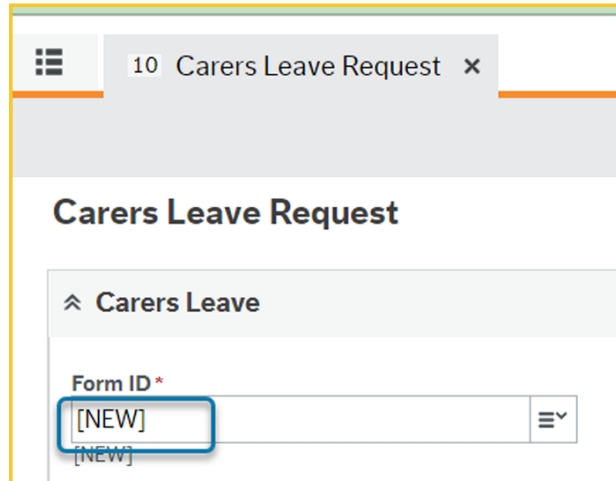 10 Carers Leave Request ×
Carers Leave Request
Carers Leave
Form ID *
[NEW]
[NEW]